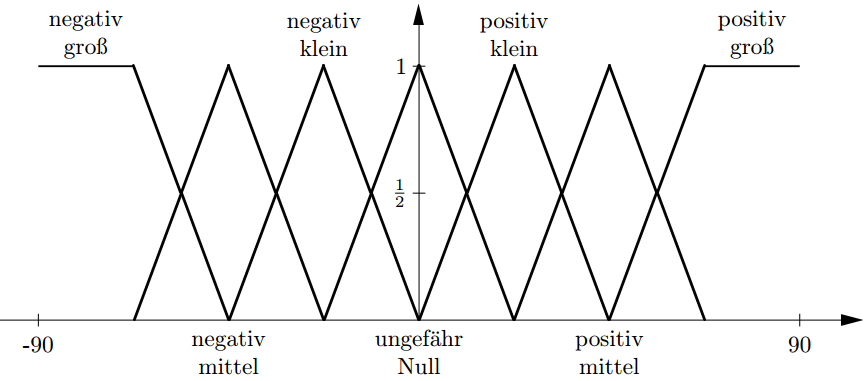 negativ
groß
negativ
klein
positiv
klein
positiv
groß
1
1/2
-90
negativ
mittel
ungefähr
Null
positiv
mittel
90